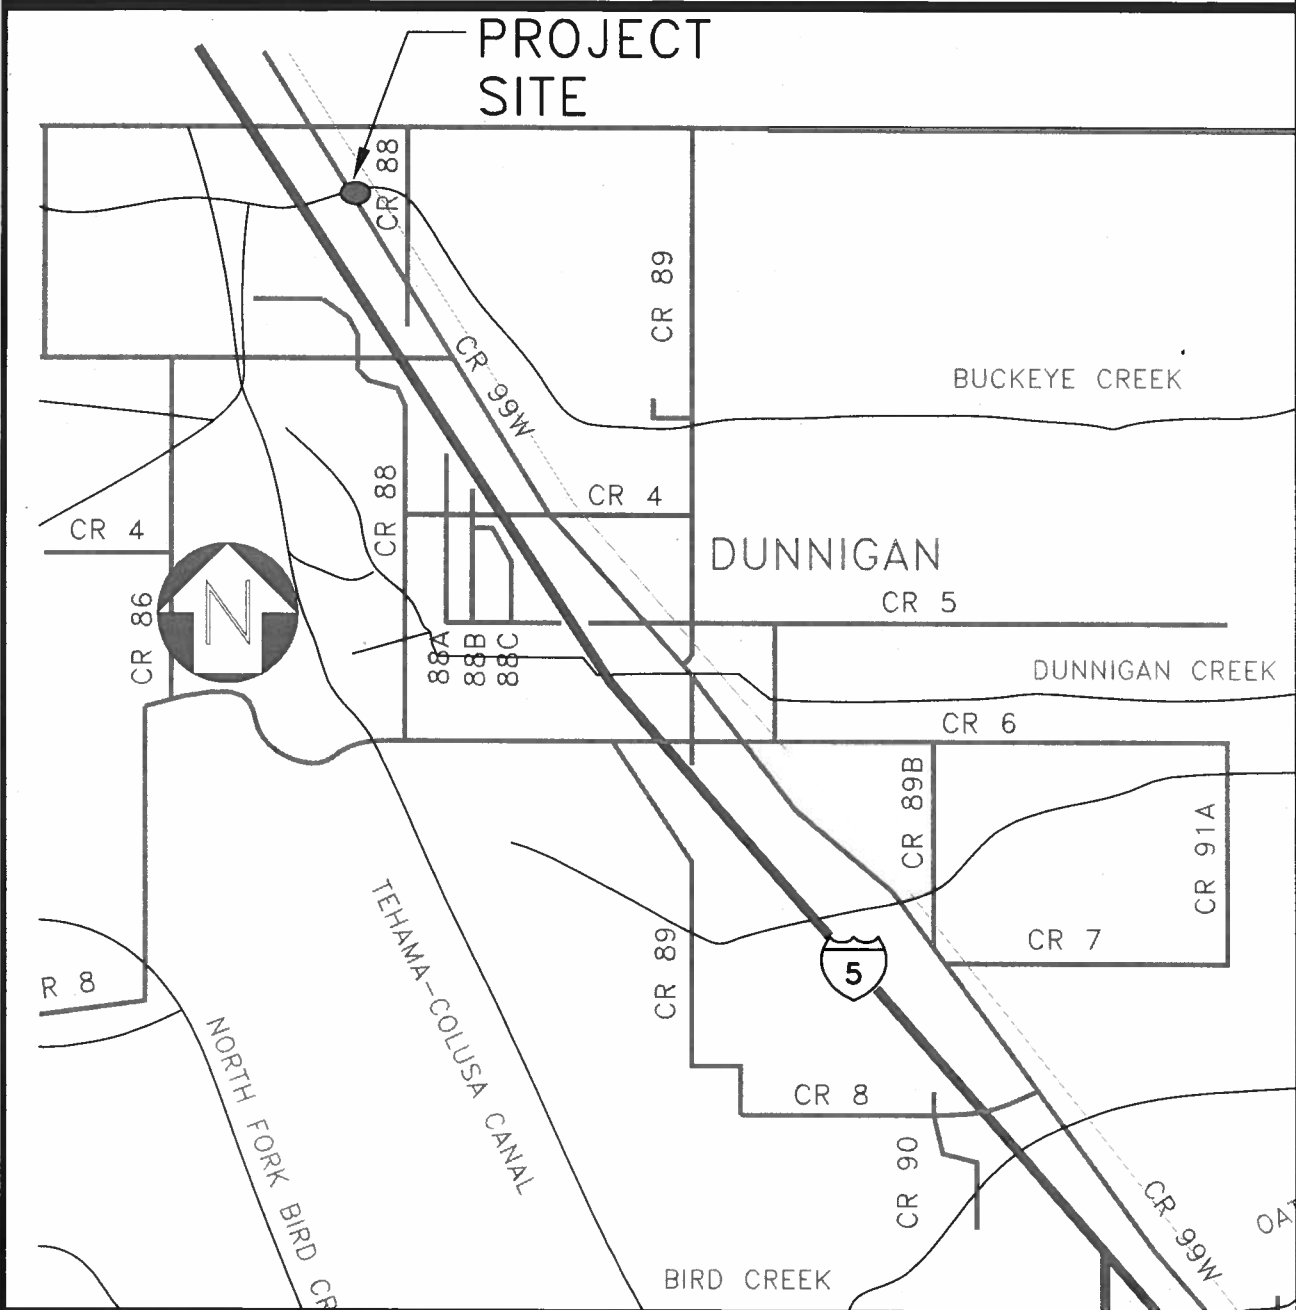 PROJECT
SITE
CR 88
CR 89
CR 99W
BUCKEYE CREEK
CR 88
CR 4
CR 4
DUNNIGAN
CR 5
CR 86
N
88A
88B
88C
DUNNIGAN CREEK
CR 6
CR 89B
CR 91A
TEHAMA-COLUSA CANAL
CR 89
CR 7
5
R 8
NORTH FORK BIRD CR
CR 8
CR 90
CR 99W
OAT
BIRD CREEK